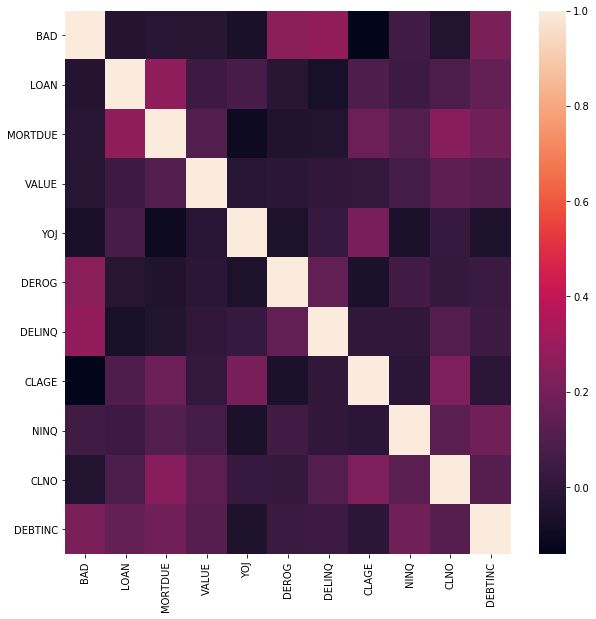 BAD
LOAN
MORTDUE
VALUE
YOJ
DEROG
DELINQ
CLAGE
NINQ
CLNO
DEBTINC
BAD
LOAN
MORTDUE
VALUE
YOJ
DEROG
DELINQ
CLAGE
NINQ
CLNO
DEBTINC
1.0
0.8
0.6
0.4
0.2
0.0